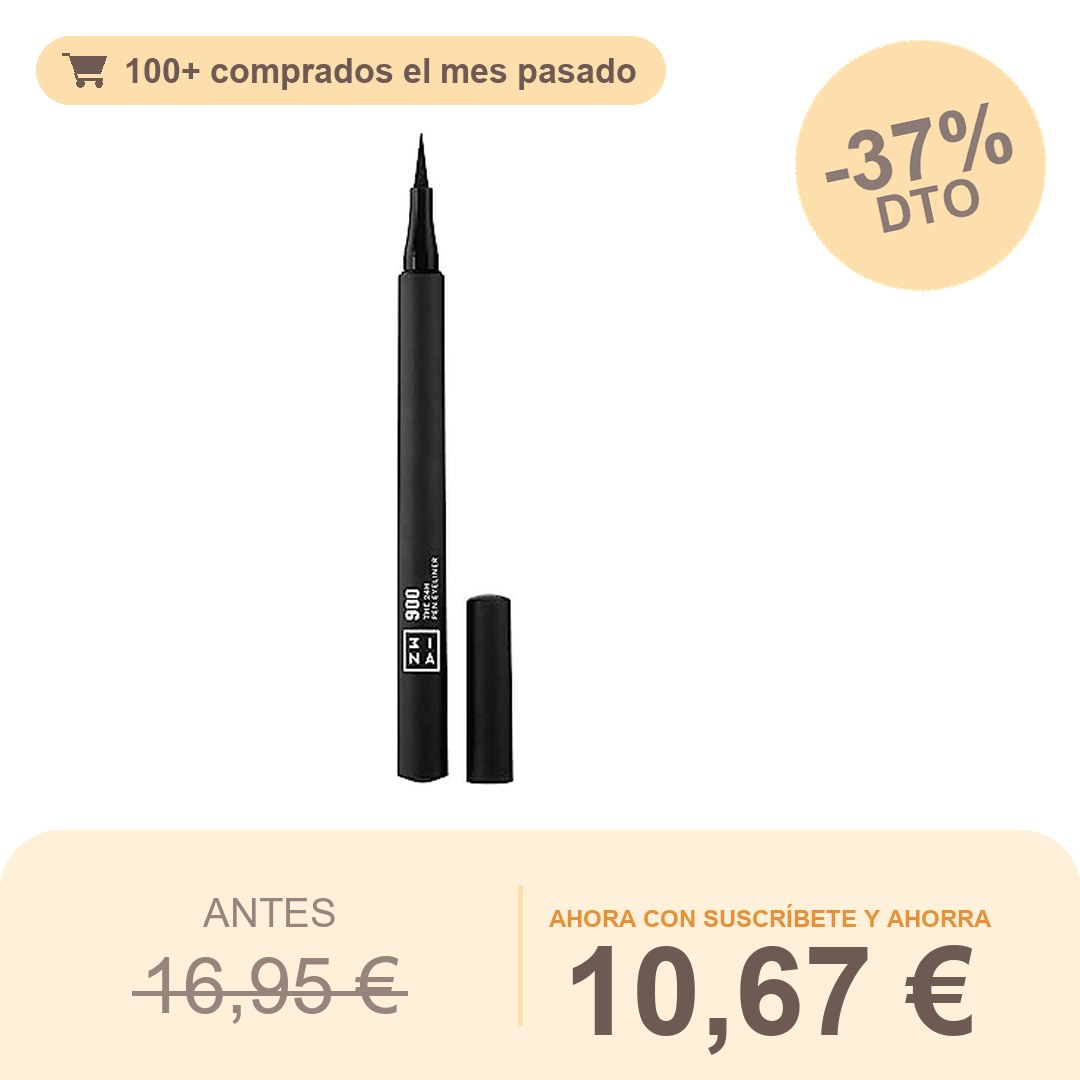 100+ comprados el mes pasado
-37%
DTO
900
THE 24H
PEN EYELINER
3INA
ANTES
16,95 €
AHORA CON SUSCRÍBETE Y AHORRA
10,67 €